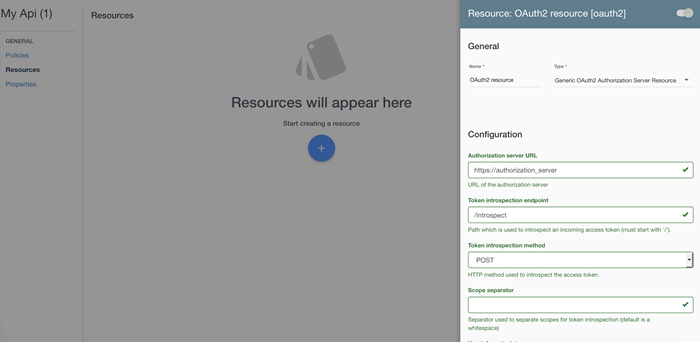 My Api (1)
GENERAL
Policies
Resources
Properties
Resources
Resources will appear here
Start creating a resource
+
Resource: OAuth2 resource [oauth2]
General
Name *
OAuth2 resource
Type *
Generic OAuth2 Authorization Server Resource
Configuration
Authorization server URL
https://authorization_server
URL of the authorization server
Token introspection endpoint
/introspect
Path which is used to introspect an incoming access token (must start with '/').
Token introspection method
POST
HTTP method used to introspect the access token.
Scope separator
Separator used to separate scopes for token introspection (default is a
whitespace)